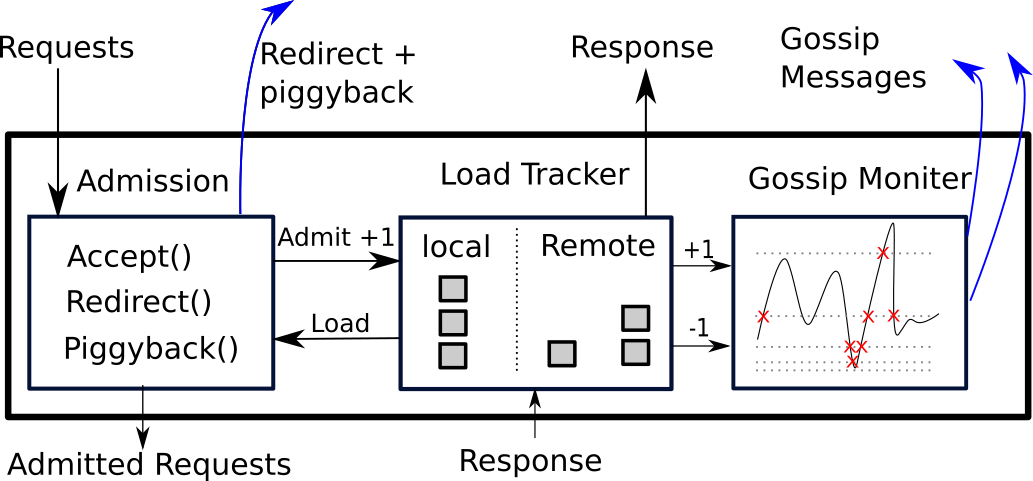 Requests
Redirect +
piggyback
Response
Gossip
Messages
Admission
Load Tracker
Gossip Moniter
Accept()
Redirect()
Piggyback()
Admit +1
Load
local
Remote
+1
-1
Admitted Requests
Response